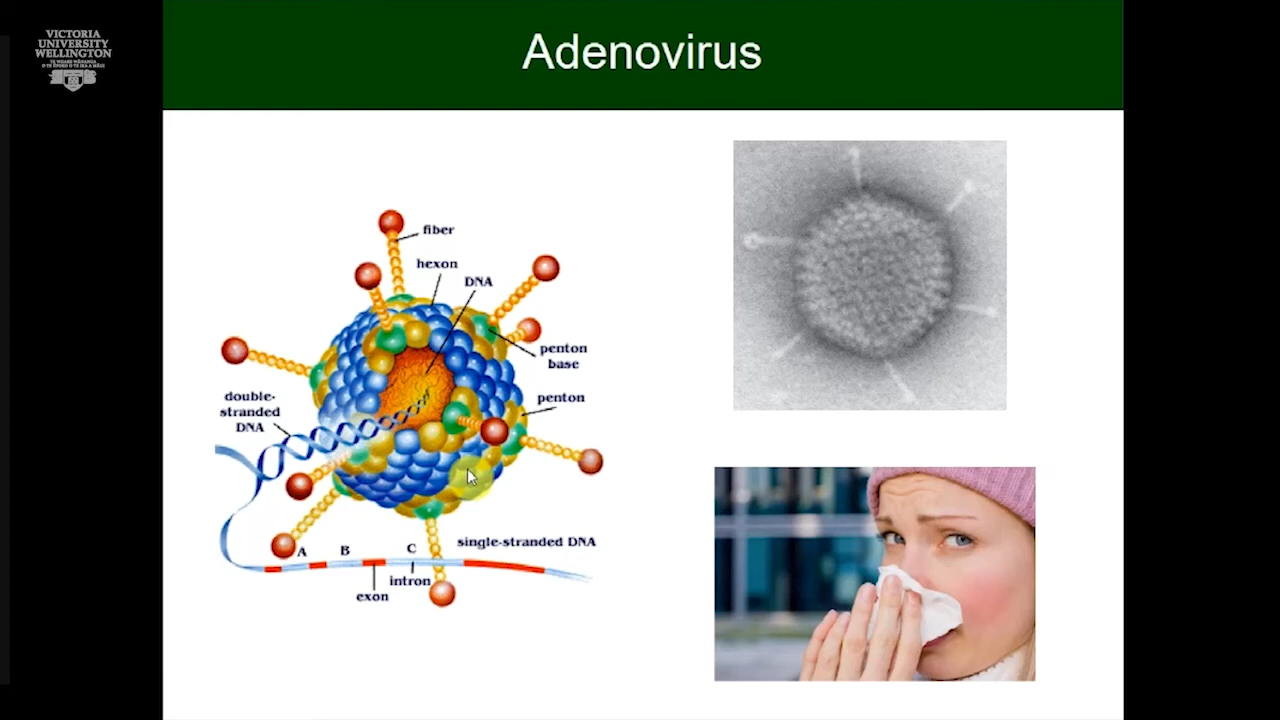 VICTORIA
UNIVERSITY
WELLINGTON
Adenovirus
fiber
hexon
DNA
penton
base
penton
double-
stranded
DNA
A
B
C
single-stranded DNA
intron
exon